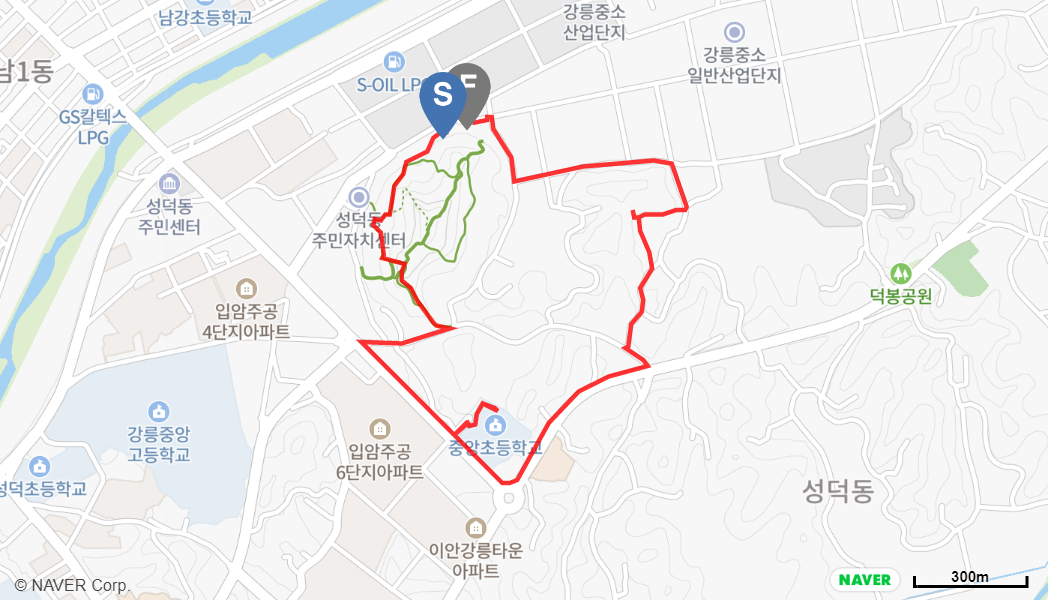 남강초등학교
강릉중소
산업단지
강릉중소
일반산업단지
남1동
S-OIL LP
S
F
GS칼텍스
LPG
성덕동
주민센터
성덕동
주민자치센터
덕봉공원
입암주공
4단지아파트
강릉중앙
고등학교
입암주공
6단지아파트
중앙초등학교
성덕초등학교
성덕동
이안강릉타운
아파트
© NAVER Corp.
NAVER
300m